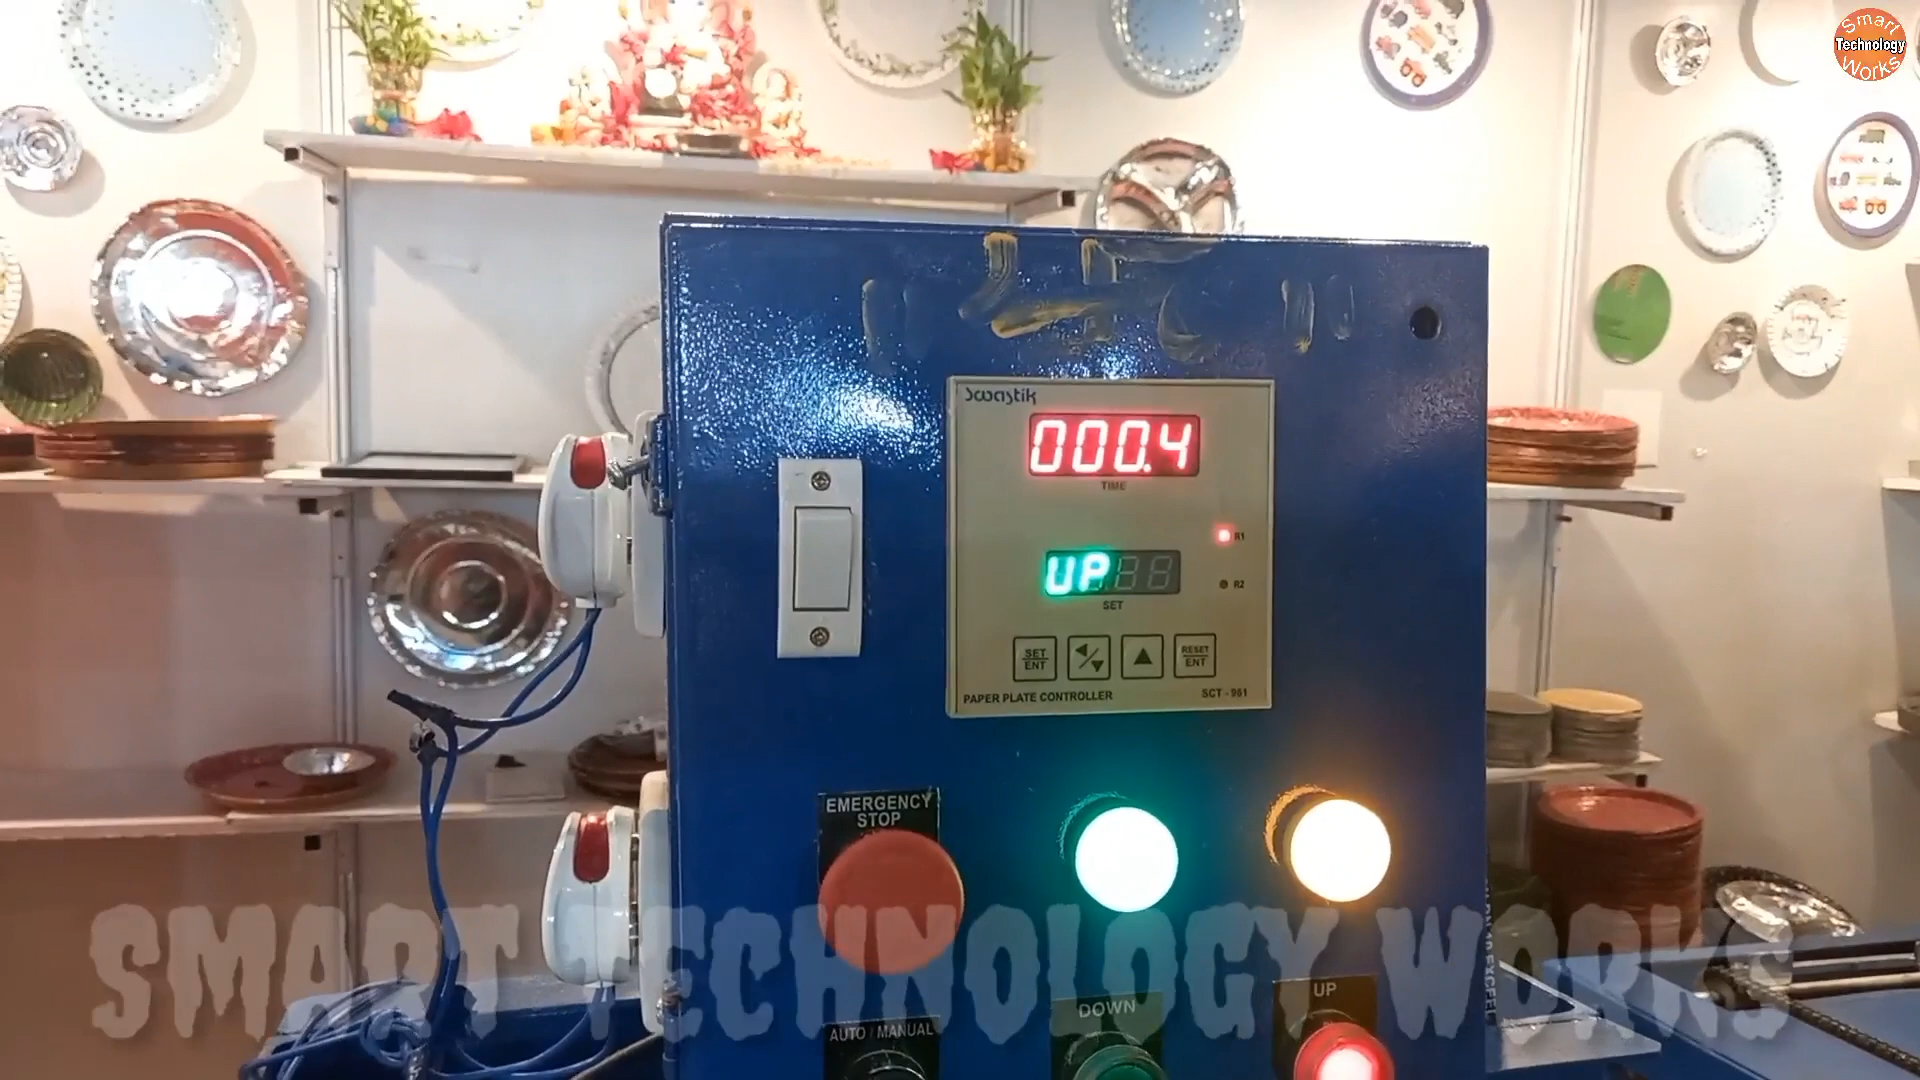 Smart
Technology
Works
Swastik
000.4
TIME
UP
R1
R2
SET
SET
ENT
RESET
ENT
PAPER PLATE CONTROLLER
SCT - 961
EMERGENCY
STOP
SMART TECHNOLOGY WORKS
DOWN
UP
AUTO / MANUAL